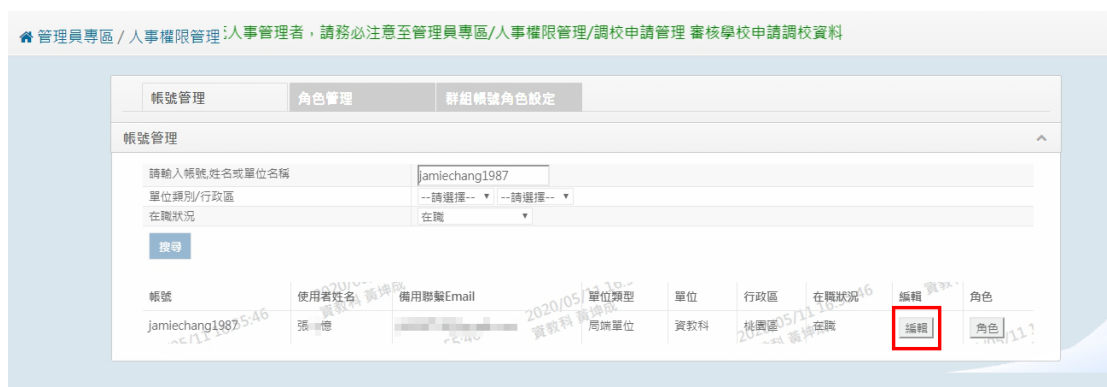 管理員專區 / 人事權限管理 人事管理者，請務必注意至管理員專區/人事權限管理/調校申請管理 審核學校申請調校資料
帳號管理 角色管理 群組帳號角色設定
帳號管理
請輸入帳號,姓名或單位名稱 jamiechang1987
單位類別/行政區 --請選擇-- --請選擇--
在職狀況 在職
搜尋
帳號 使用者姓名 備用聯繫Email 單位類型 單位 行政區 在職狀況 編輯 角色
jamiechang1987 張 憶 局端單位 資教科 桃園區 在職 編輯 角色